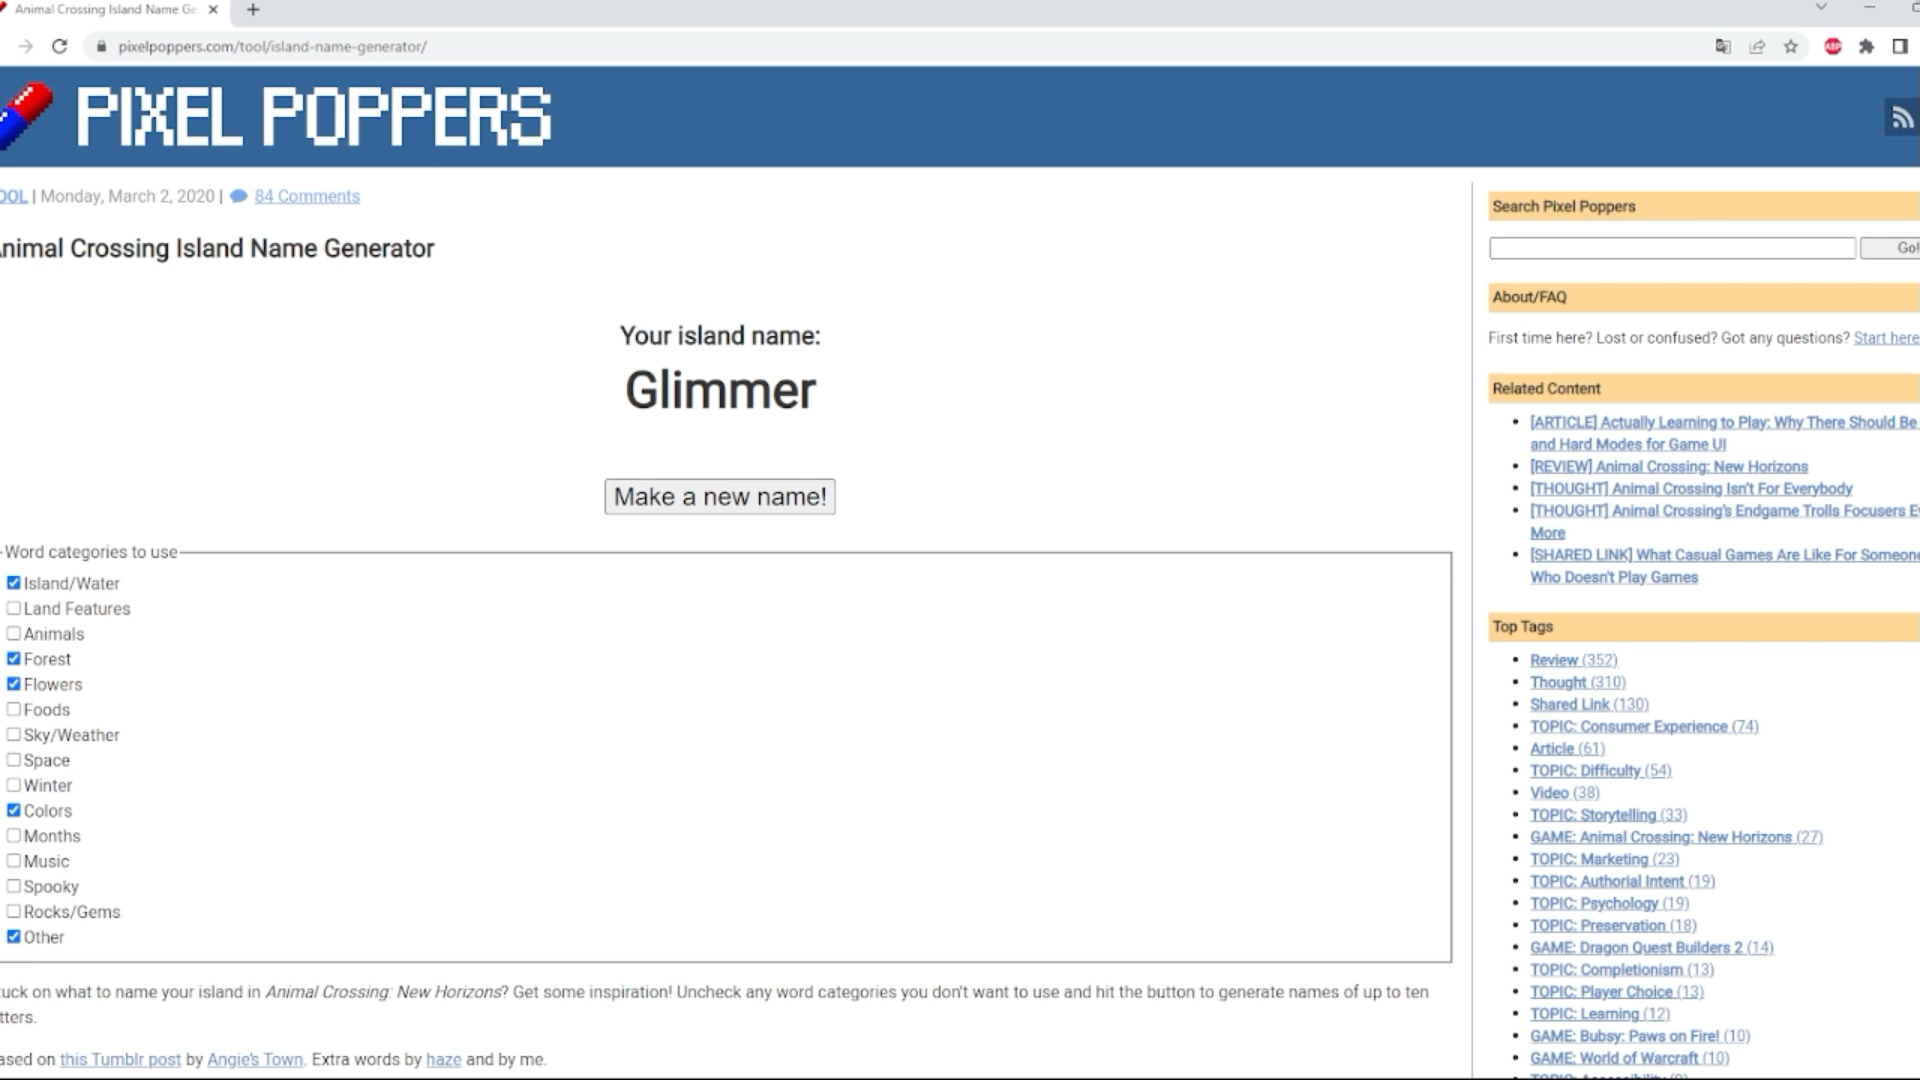 Animal Crossing Island Name Ge
pixelpoppers.com/tool/island-name-generator/
ABP
PIXEL POPPERS
OOL | Monday, March 2, 2020 | 84 Comments
nimal Crossing Island Name Generator
Your island name:
Glimmer
Make a new name!
Word categories to use
Island/Water
Land Features
Animals
Forest
Flowers
Foods
Sky/Weather
Space
Winter
Colors
Months
Music
Spooky
Rocks/Gems
Other
tuck on what to name your island in Animal Crossing: New Horizons? Get some inspiration! Uncheck any word categories you don't want to use and hit the button to generate names of up to ten
tters.
ased on this Tumblr post by Angie's Town. Extra words by haze and by me.
Search Pixel Poppers
Go!
About/FAQ
First time here? Lost or confused? Got any questions? Start here
Related Content
[ARTICLE] Actually Learning to Play: Why There Should Be
and Hard Modes for Game UI
[REVIEW] Animal Crossing: New Horizons
[THOUGHT] Animal Crossing Isn't For Everybody
[THOUGHT] Animal Crossing's Endgame Trolls Focusers Ev
More
[SHARED LINK] What Casual Games Are Like For Someone
Who Doesn't Play Games
Top Tags
Review (352)
Thought (310)
Shared Link (130)
TOPIC: Consumer Experience (74)
Article (61)
TOPIC: Difficulty (54)
Video (38)
TOPIC: Storytelling (33)
GAME: Animal Crossing: New Horizons (27)
TOPIC: Marketing (23)
TOPIC: Authorial Intent (19)
TOPIC: Psychology (19)
TOPIC: Preservation (18)
GAME: Dragon Quest Builders 2 (14)
TOPIC: Completionism (13)
TOPIC: Player Choice (13)
TOPIC: Learning (12)
GAME: Bubsy: Paws on Fire! (10)
GAME: World of Warcraft (10)